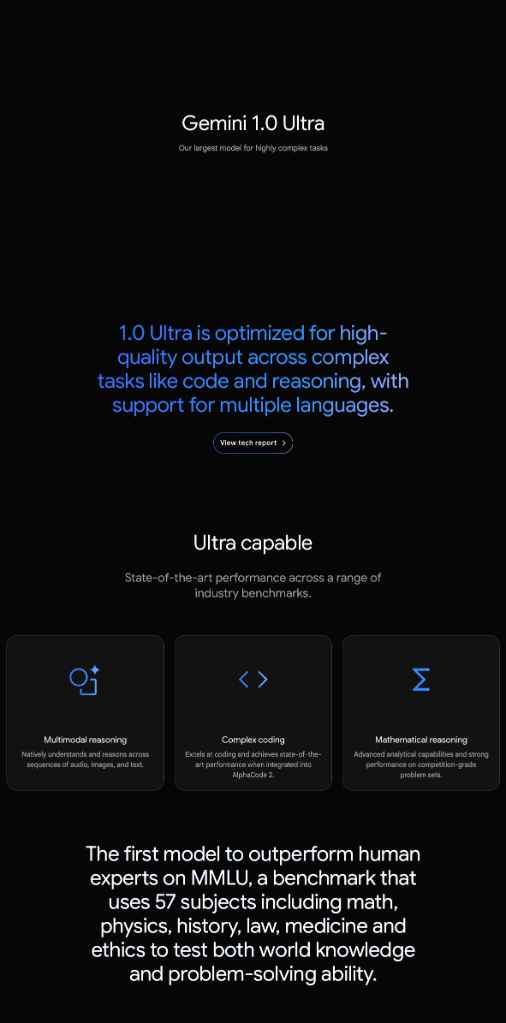 Gemini 1.0 Ultra
Our largest model for highly complex tasks
1.0 Ultra is optimized for high-
quality output across complex
tasks like code and reasoning, with
support for multiple languages.
View tech report
Ultra capable
State-of-the-art performance across a range of
industry benchmarks.
Multimodal reasoning
Natively understands and reasons across
sequences of audio, images, and text.
Complex coding
Excels at coding and achieves state-of-the-
art performance when integrated into
AlphaCode 2.
Mathematical reasoning
Advanced analytical capabilities and strong
performance on competition-grade
problem sets.
The first model to outperform human
experts on MMLU, a benchmark that
uses 57 subjects including math,
physics, history, law, medicine and
ethics to test both world knowledge
and problem-solving ability.